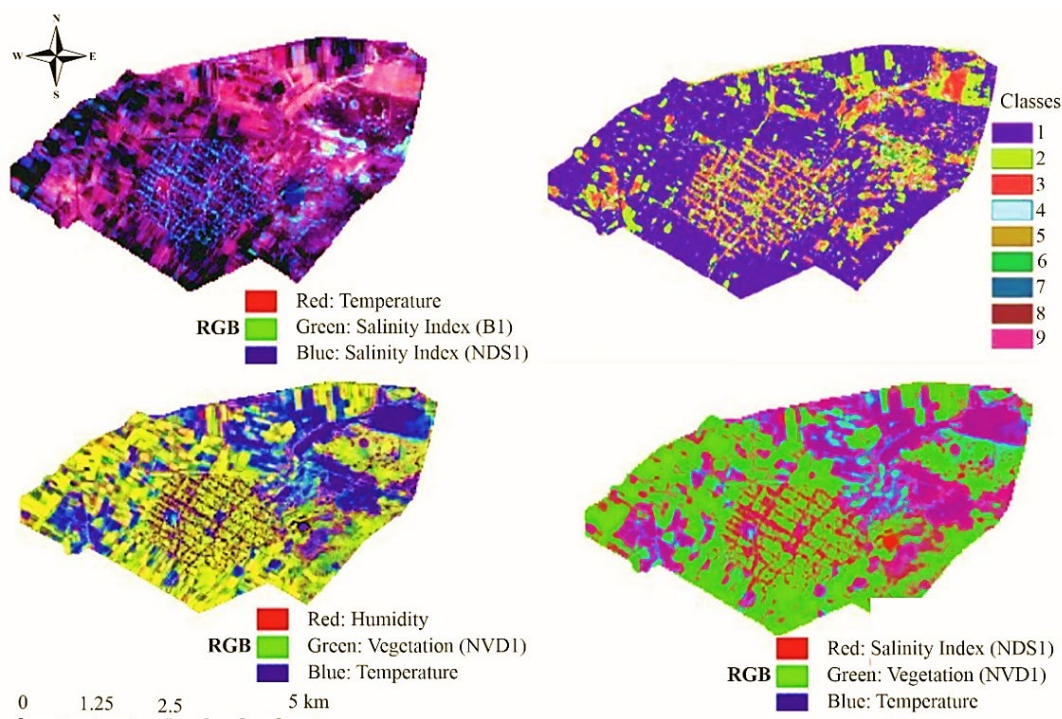 N
W E
S
Classes
1
2
3
4
5
6
7
8
9
Red: Temperature
RGB Green: Salinity Index (B1)
Blue: Salinity Index (NDS1)
Red: Humidity
RGB Green: Vegetation (NVD1)
Blue: Temperature
Red: Salinity Index (NDS1)
RGB Green: Vegetation (NVD1)
Blue: Temperature
0 1.25 2.5 5 km